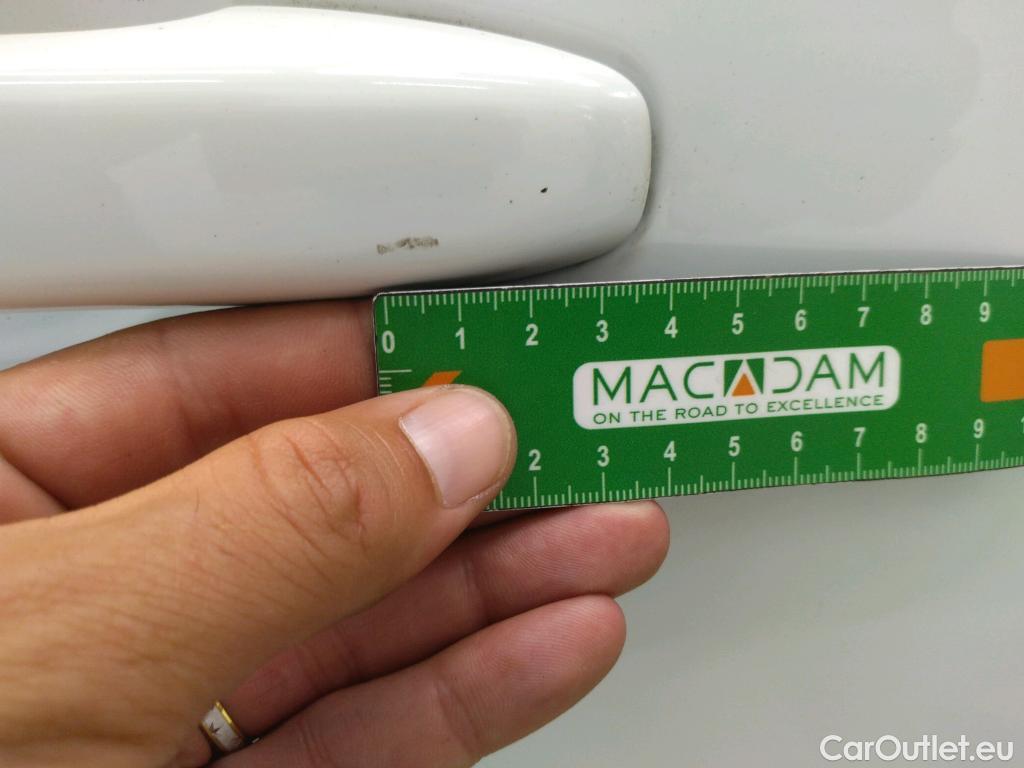 0 1 2 3 4 5 6 7 8 9
MACADAM
ON THE ROAD TO EXCELLENCE
2 3 4 5 6 7 8 9
CarOutlet.eu